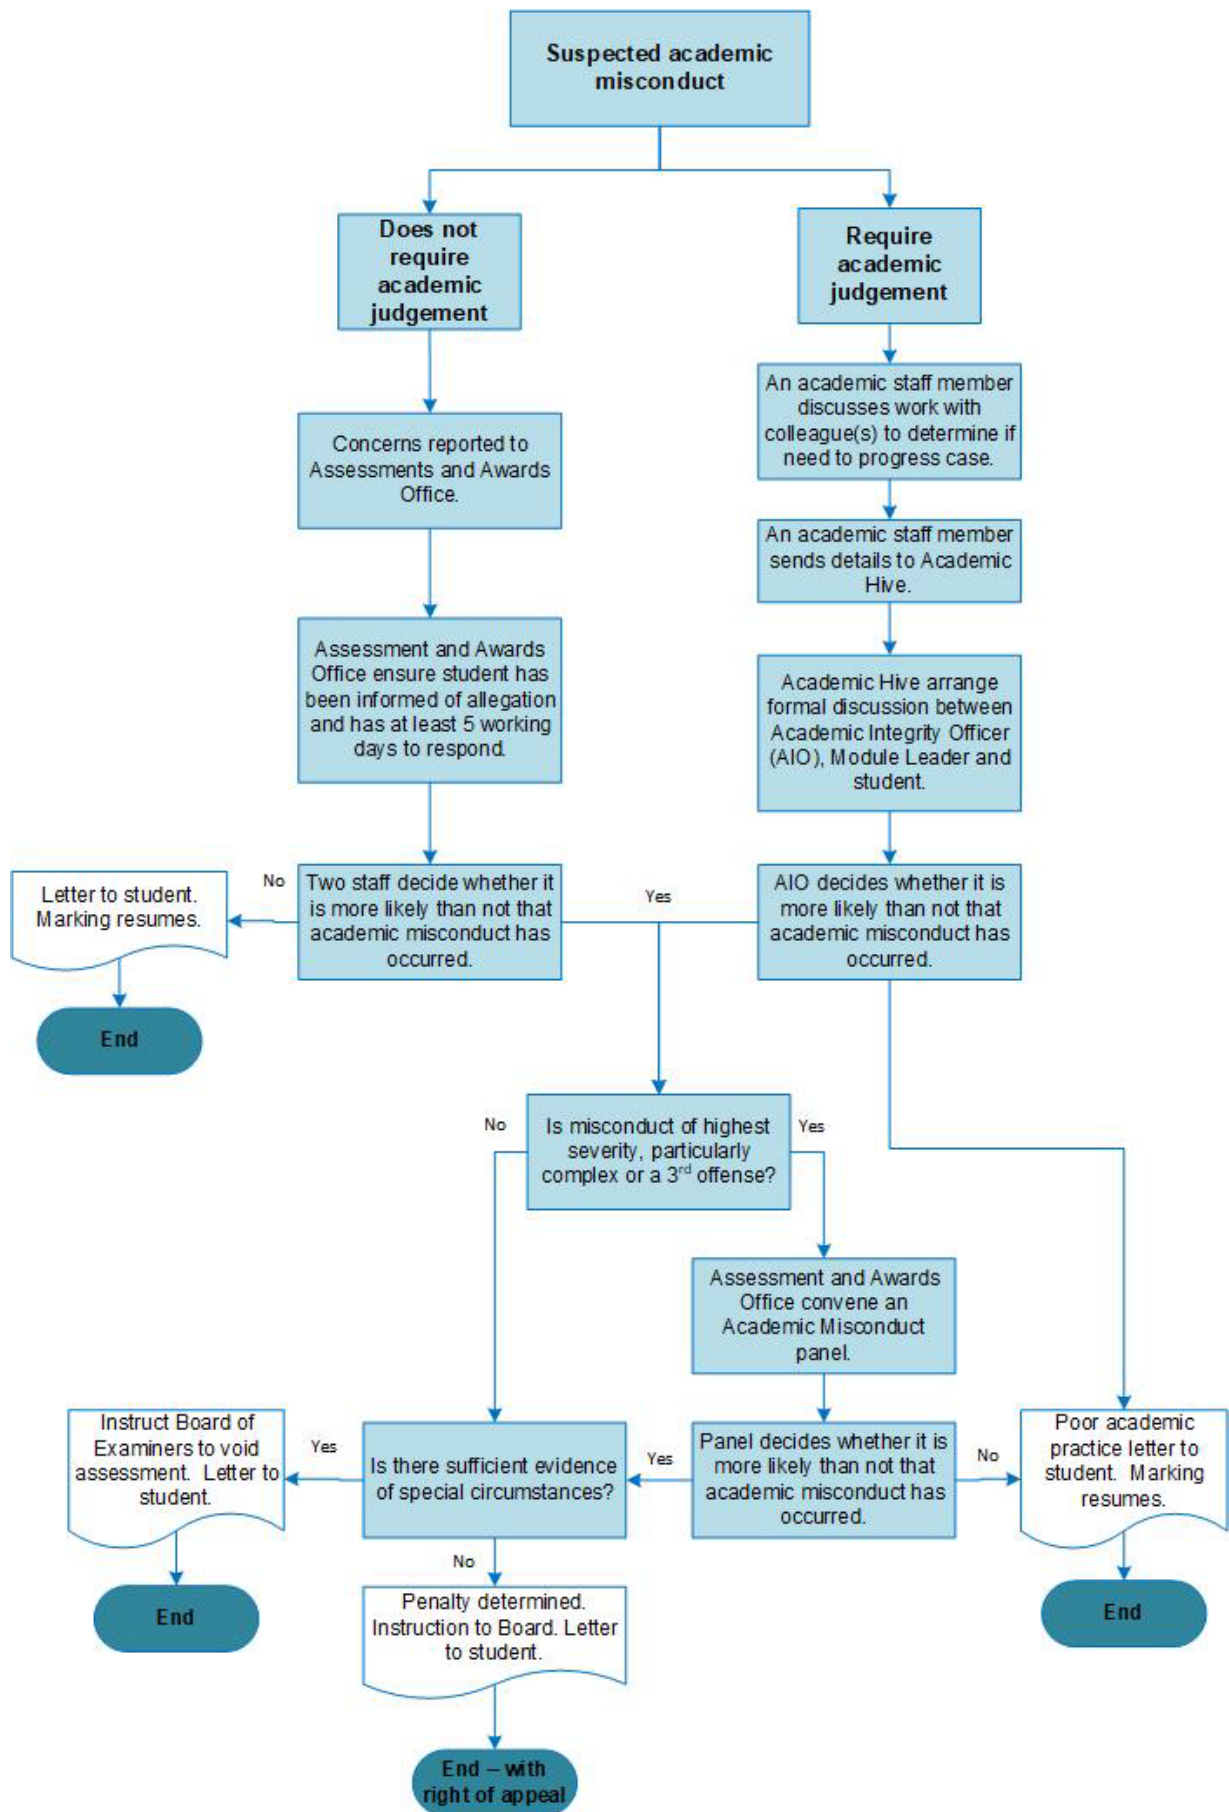 Suspected academic
misconduct
Does not
require
academic
judgement
Require
academic
judgement
An academic staff member
discusses work with
colleague(s) to determine if
need to progress case.
Concerns reported to
Assessments and Awards
Office.
An academic staff member
sends details to Academic
Hive.
Assessment and Awards
Office ensure student has
been informed of allegation
and has at least 5 working
days to respond.
Academic Hive arrange
formal discussion between
Academic Integrity Officer
(AIO), Module Leader and
student.
Letter to student.
Marking resumes.
No
Two staff decide whether it
is more likely than not that
academic misconduct has
occurred.
Yes
AIO decides whether it is
more likely than not that
academic misconduct has
occurred.
End
No
Is misconduct of highest
severity, particularly
complex or a 3rd offense?
Yes
Assessment and Awards
Office convene an
Academic Misconduct
panel.
Instruct Board of
Examiners to void
assessment. Letter to
student.
Yes
Is there sufficient evidence
of special circumstances?
Yes
Panel decides whether it is
more likely than not that
academic misconduct has
occurred.
No
Poor academic
practice letter to
student. Marking
resumes.
No
End
Penalty determined.
Instruction to Board. Letter
to student.
End
End – with
right of appeal